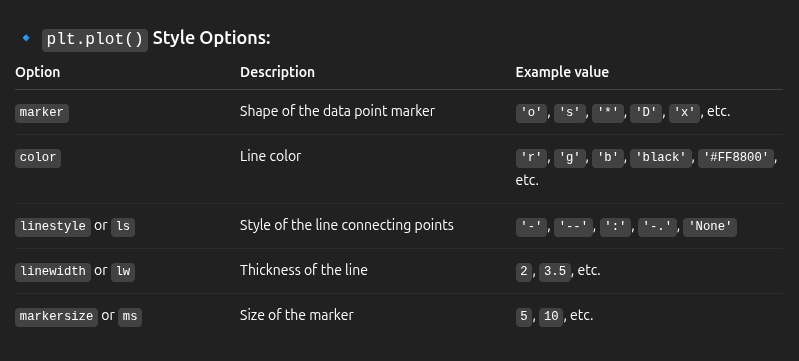 plt.plot() Style Options:
Option Description Example value
marker Shape of the data point marker 'o', 's', '*', 'D', 'x', etc.
color Line color 'r', 'g', 'b', 'black', '#FF8800',
etc.
linestyle or ls Style of the line connecting points '-', '--', ':', '-.', 'None'
linewidth or lw Thickness of the line 2, 3.5, etc.
markersize or ms Size of the marker 5, 10, etc.